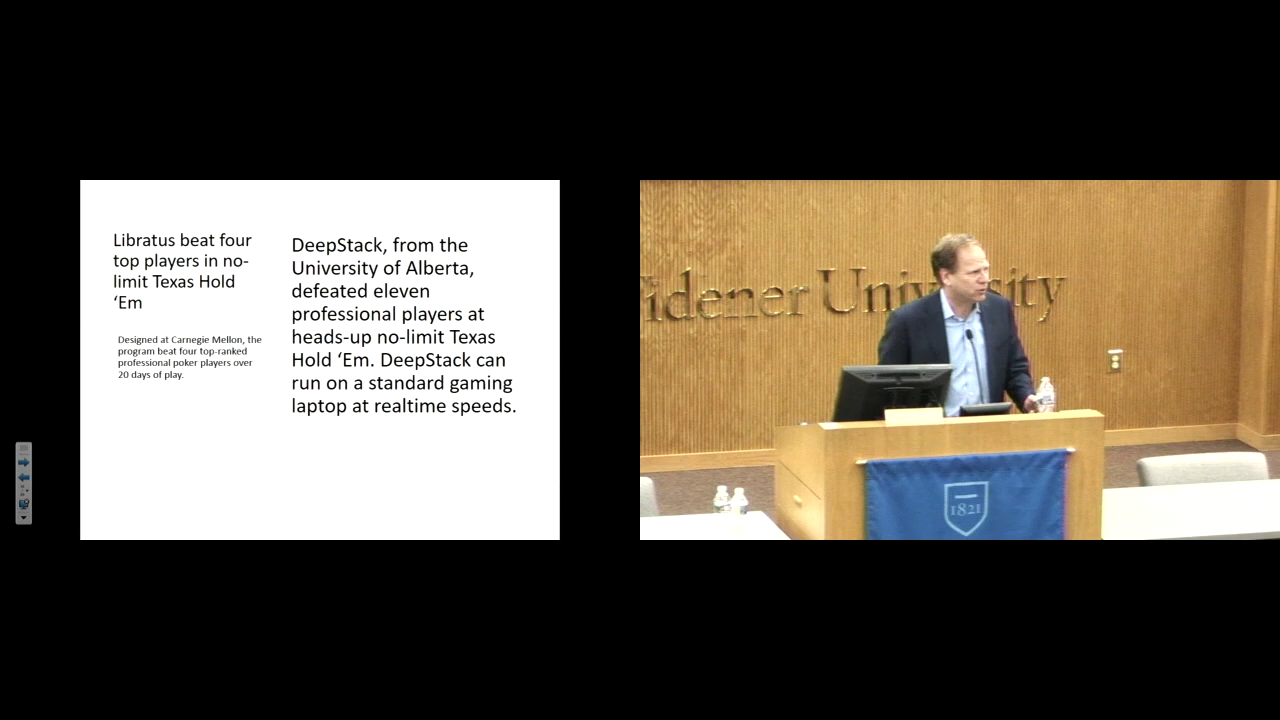 Libratus beat four
top players in no-
limit Texas Hold
‘Em
Designed at Carnegie Mellon, the
program beat four top-ranked
professional poker players over
20 days of play.
DeepStack, from the
University of Alberta,
defeated eleven
professional players at
heads-up no-limit Texas
Hold ‘Em. DeepStack can
run on a standard gaming
laptop at realtime speeds.
idener University
1821